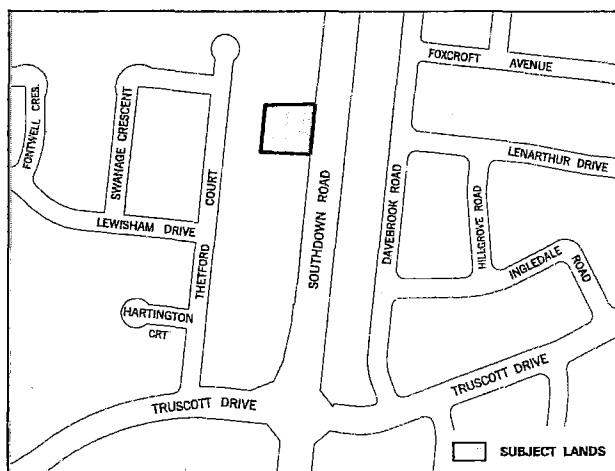 FOXCROFT AVENUE
FONTWELL CRES.
SWANAGE CRESCENT
LENARTHUR DRIVE
THETFORD COURT
SOUTHDOWN ROAD
DAVEBROOK ROAD
HILLGROVE ROAD
LEWISHAM DRIVE
INGLEDALE ROAD
HARTINGTON
CRT
TRUSCOTT DRIVE
TRUSCOTT DRIVE
SUBJECT LANDS